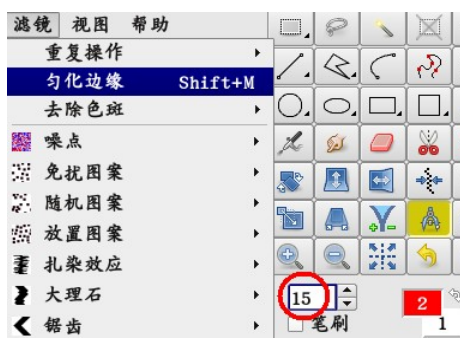 滤镜 视图 帮助
重复操作
匀化边缘 Shift+M
去除色斑
噪点
免扰图案
随机图案
放置图案
扎染效应
大理石
锯齿
15
2
笔刷
1